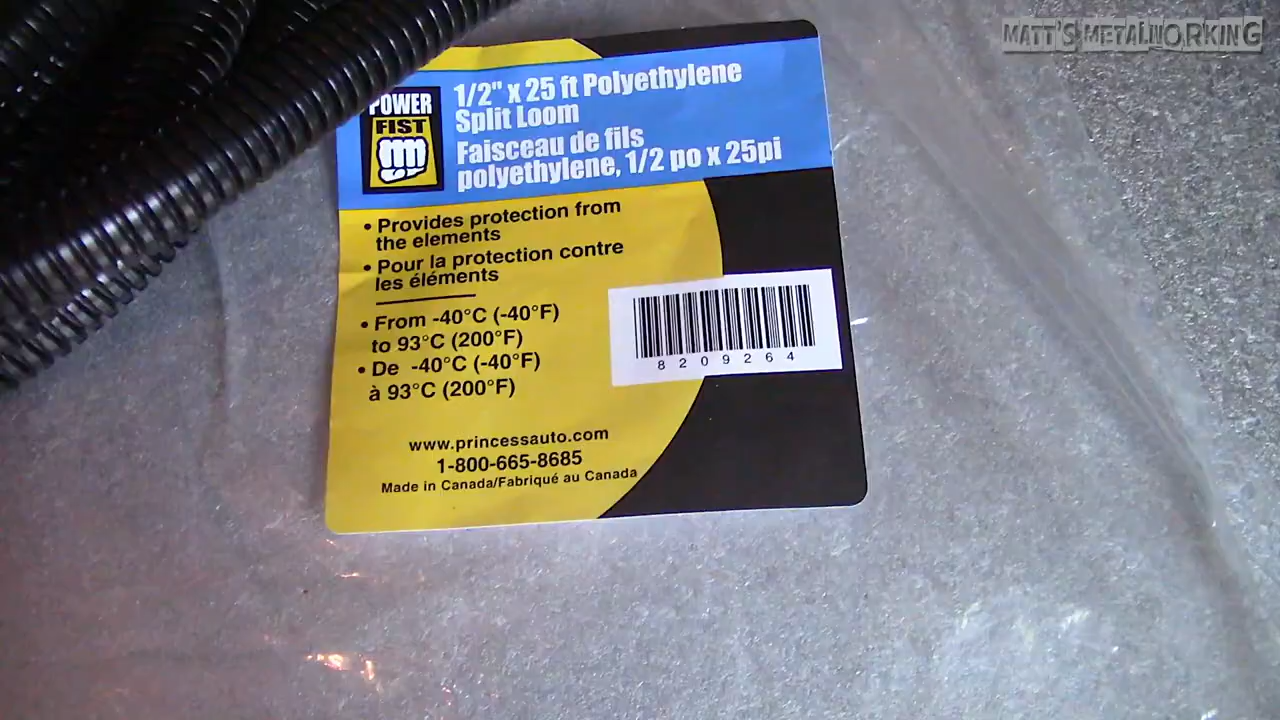 MATT'S METALWORKING
POWER
FIST
1/2" x 25 ft Polyethylene
Split Loom
Faisceau de fils
polyethylene, 1/2 po x 25pi
• Provides protection from
the elements
• Pour la protection contre
les éléments
• From -40°C (-40°F)
to 93°C (200°F)
• De -40°C (-40°F)
à 93°C (200°F)
8209264
www.princessauto.com
1-800-665-8685
Made in Canada/Fabriqué au Canada